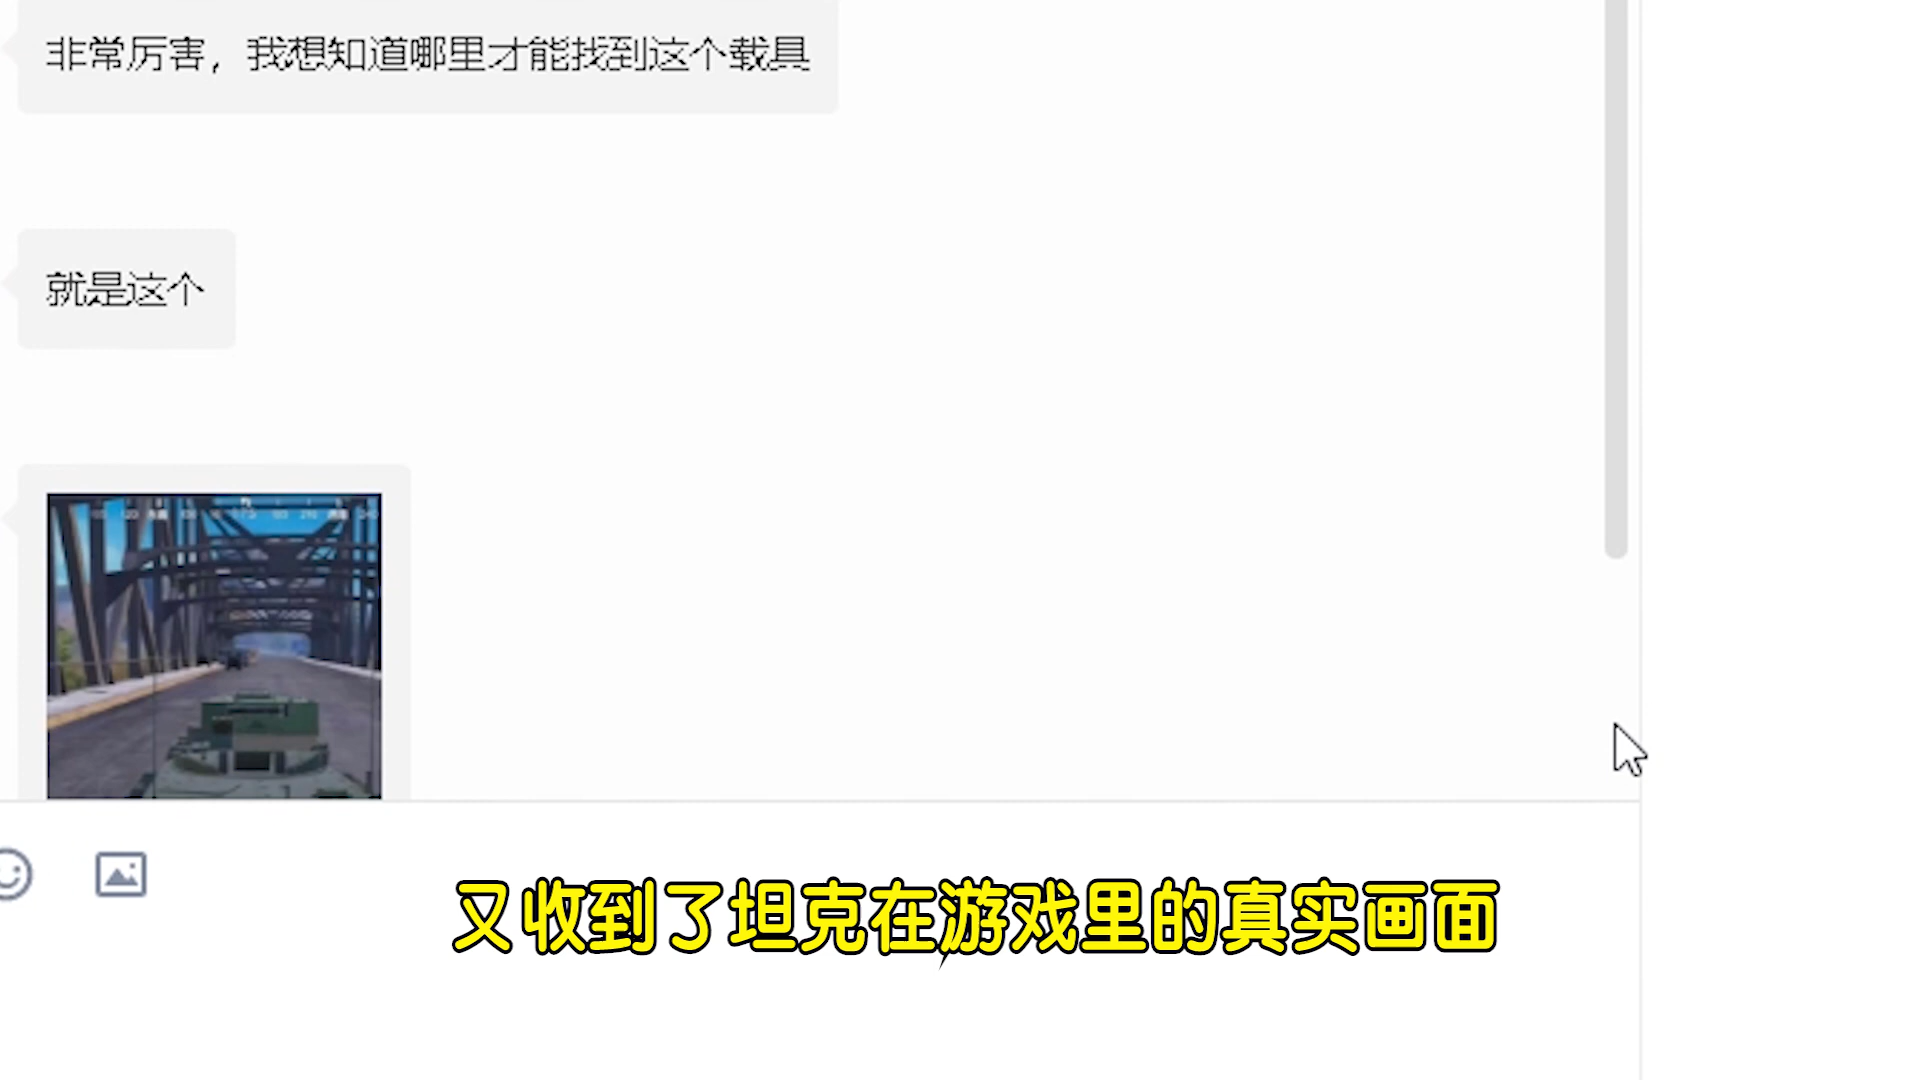 非常厉害，我想知道哪里才能找到这个载具
就是这个
又收到了坦克在游戏里的真实画面